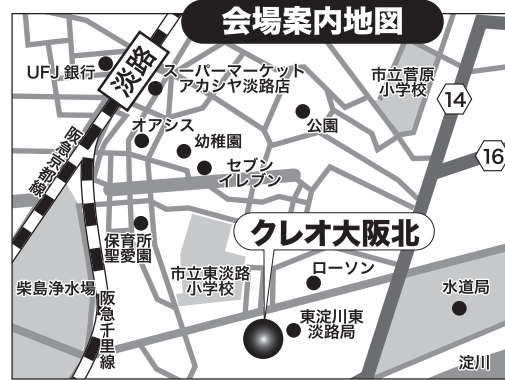 会場案内地図
UFJ銀行
淡路
スーパーマーケット
アカシヤ淡路店
市立菅原
小学校
14
16
公園
オアシス
幼稚園
セブン
イレブン
阪急京都線
保育所
聖愛園
市立東淡路
小学校
クレオ大阪北
ローソン
柴島浄水場
阪急千里線
東淀川東
淡路局
水道局
淀川